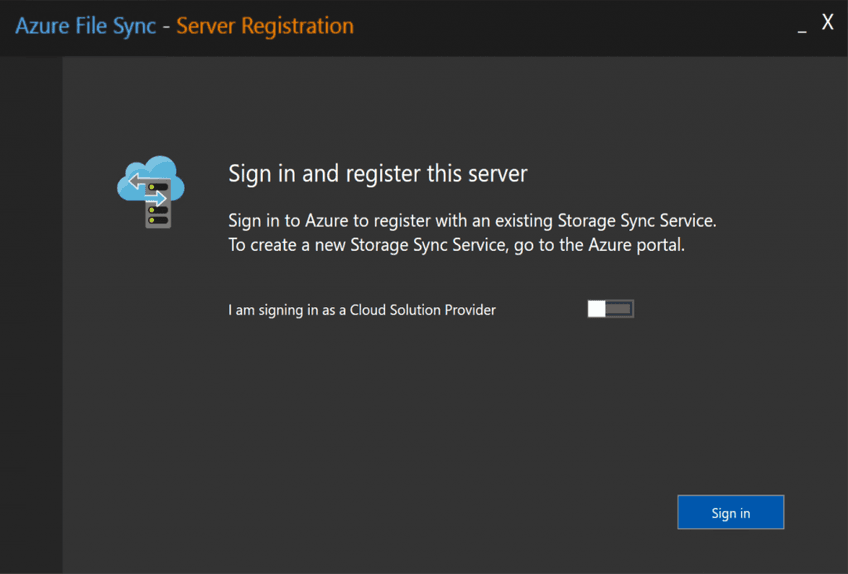 Azure File Sync - Server Registration
_ X
Sign in and register this server
Sign in to Azure to register with an existing Storage Sync Service.
To create a new Storage Sync Service, go to the Azure portal.
I am signing in as a Cloud Solution Provider
Sign in